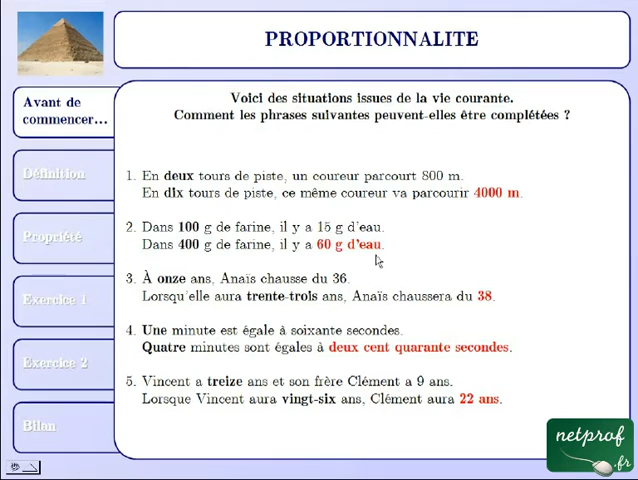 PROPORTIONNALITE
Avant de
commencer...
Définition
Propriété
Exercice 1
Exercice 2
Bilan
Voici des situations issues de la vie courante.
Comment les phrases suivantes peuvent-elles être complétées ?
1. En deux tours de piste, un coureur parcourt 800 m.
En dix tours de piste, ce même coureur va parcourir 4000 m.
2. Dans 100 g de farine, il y a 15 g d'eau.
Dans 400 g de farine, il y a 60 g d'eau.
3. À onze ans, Anaïs chausse du 36.
Lorsqu'elle aura trente-trois ans, Anaïs chaussera du 38.
4. Une minute est égale à soixante secondes.
Quatre minutes sont égales à deux cent quarante secondes.
5. Vincent a treize ans et son frère Clément a 9 ans.
Lorsque Vincent aura vingt-six ans, Clément aura 22 ans.
netprof
.fr